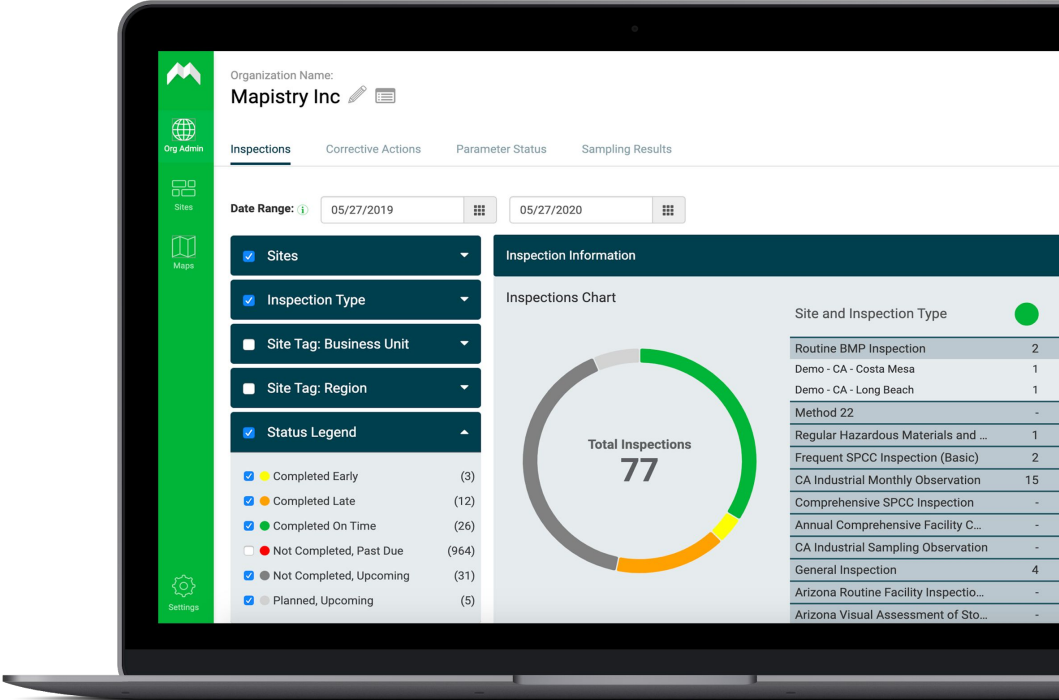 Organization Name:
Mapistry Inc
Org Admin
Inspections Corrective Actions Parameter Status Sampling Results
Sites
Date Range: 05/27/2019 05/27/2020
Maps
Sites
Inspection Type
Site Tag: Business Unit
Site Tag: Region
Status Legend
Completed Early (3)
Completed Late (12)
Completed On Time (26)
Not Completed, Past Due (964)
Not Completed, Upcoming (31)
Planned, Upcoming (5)
Settings
Inspection Information
Inspections Chart
Total Inspections
77
Site and Inspection Type
Routine BMP Inspection 2
Demo - CA - Costa Mesa 1
Demo - CA - Long Beach 1
Method 22 -
Regular Hazardous Materials and ... 1
Frequent SPCC Inspection (Basic) 2
CA Industrial Monthly Observation 15
Comprehensive SPCC Inspection -
Annual Comprehensive Facility C... -
CA Industrial Sampling Observation -
General Inspection 4
Arizona Routine Facility Inspectio... -
Arizona Visual Assessment of Sto... -